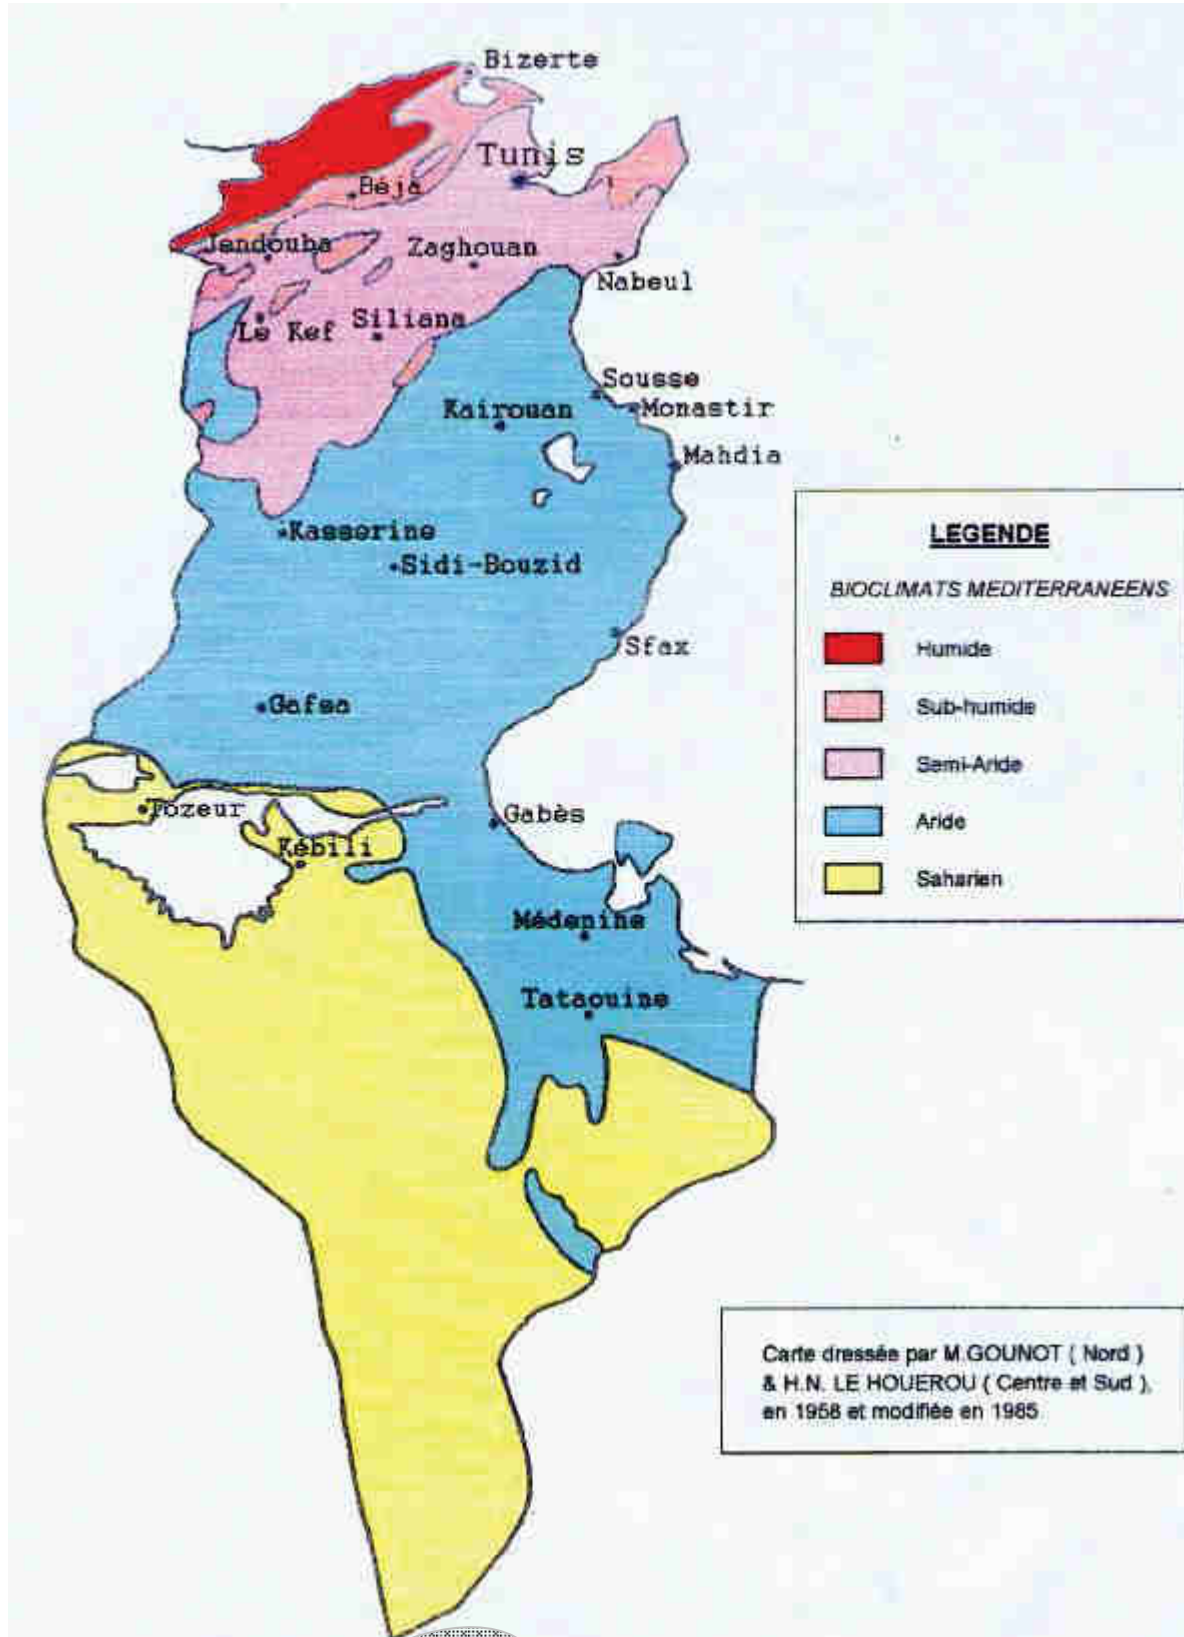 Bizerte
Tunis
Béja
Jendouba
Zaghouan
Nabeul
Le Kef
Siliana
Sousse
Kairouan
Monastir
Mahdia
Kasserine
Sidi-Bouzid
Sfax
Gafsa
Tozeur
Gabès
Kébili
Médenine
Tataouine
LEGENDE
BIOCLIMATS MEDITERRANEENS
Humide
Sub-humide
Semi-Aride
Aride
Saharien
Carte dressée par M.GOUNOT ( Nord )
& H.N. LE HOUEROU ( Centre et Sud ),
en 1958 et modifiée en 1985